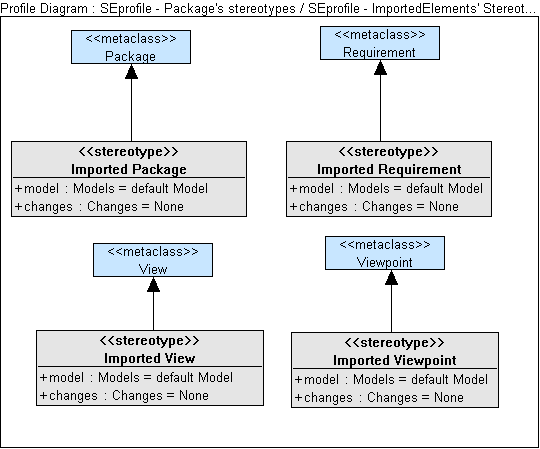 Profile Diagram : SEprofile - Package's stereotypes / SEprofile - ImportedElements' Stereot...
<<metaclass>>
Package
<<metaclass>>
Requirement
<<stereotype>>
Imported Package
+ model : Models = default Model
+ changes : Changes = None
<<stereotype>>
Imported Requirement
+ model : Models = default Model
+ changes : Changes = None
<<metaclass>>
View
<<metaclass>>
Viewpoint
<<stereotype>>
Imported View
+ model : Models = default Model
+ changes : Changes = None
<<stereotype>>
Imported Viewpoint
+ model : Models = default Model
+ changes : Changes = None